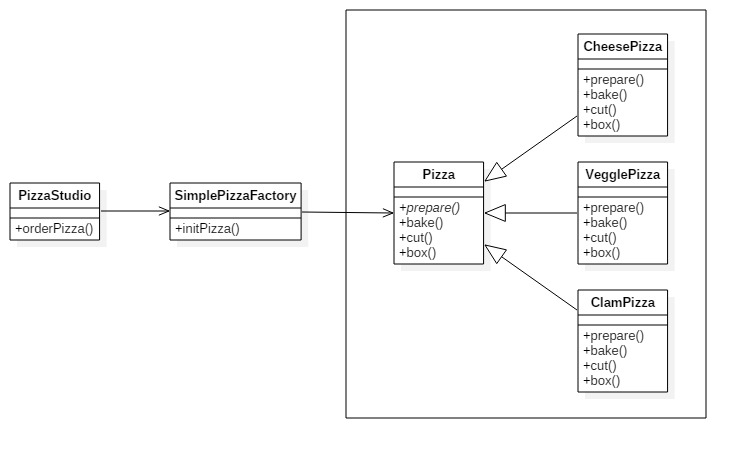 PizzaStudio
+orderPizza()
SimplePizzaFactory
+initPizza()
Pizza
+prepare()
+bake()
+cut()
+box()
CheesePizza
+prepare()
+bake()
+cut()
+box()
VegglePizza
+prepare()
+bake()
+cut()
+box()
ClamPizza
+prepare()
+bake()
+cut()
+box()